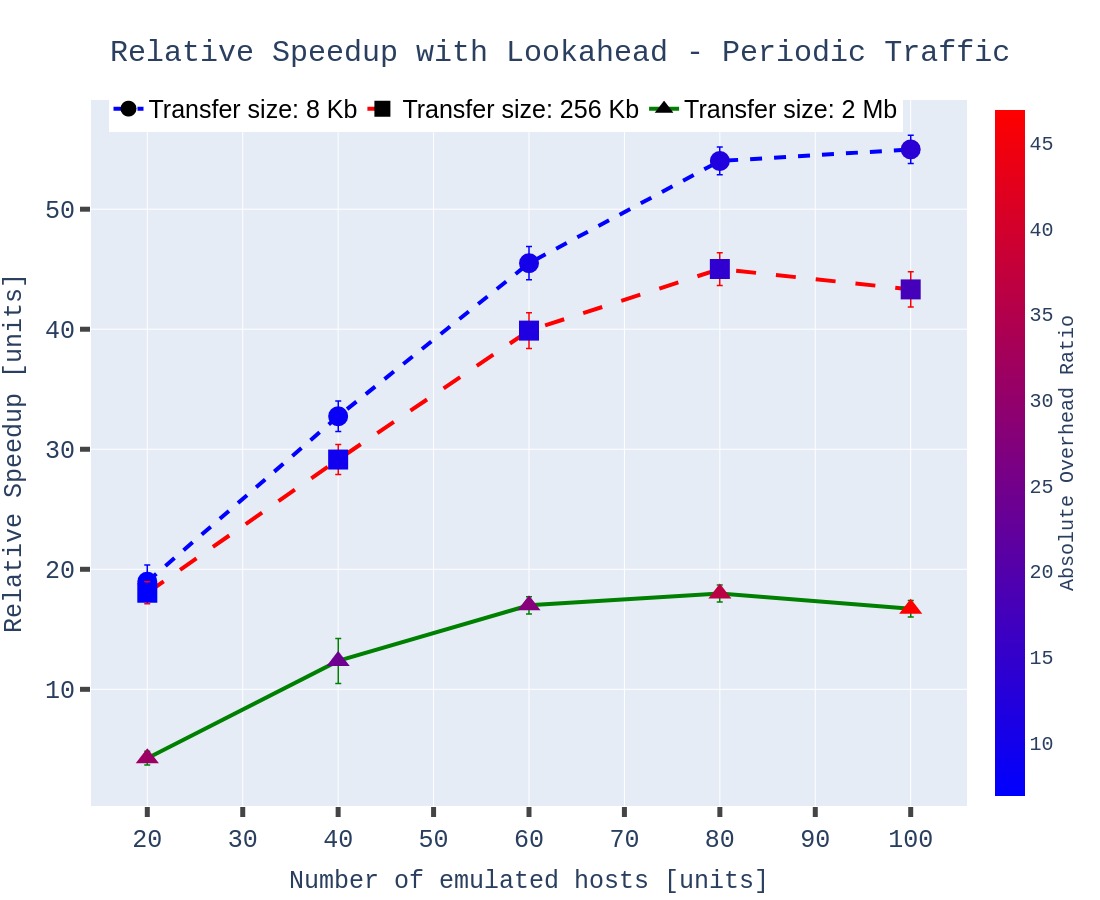 Relative Speedup with Lookahead - Periodic Traffic
Transfer size: 8 Kb Transfer size: 256 Kb Transfer size: 2 Mb
Relative Speedup [units]
50
40
30
20
10
20 30 40 50 60 70 80 90 100
Number of emulated hosts [units]
45
40
35
30
25
20
15
10
Absolute Overhead Ratio